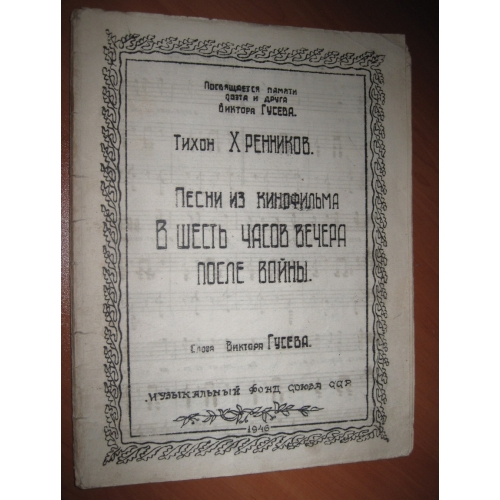 Посвящается памяти
поэта и друга
Виктора Гусева.
Тихон Хренников.
Песни из кинофильма
В шесть часов вечера
после войны.
Слова Виктора Гусева.
Музыкальный фонд Союза ССР
1946